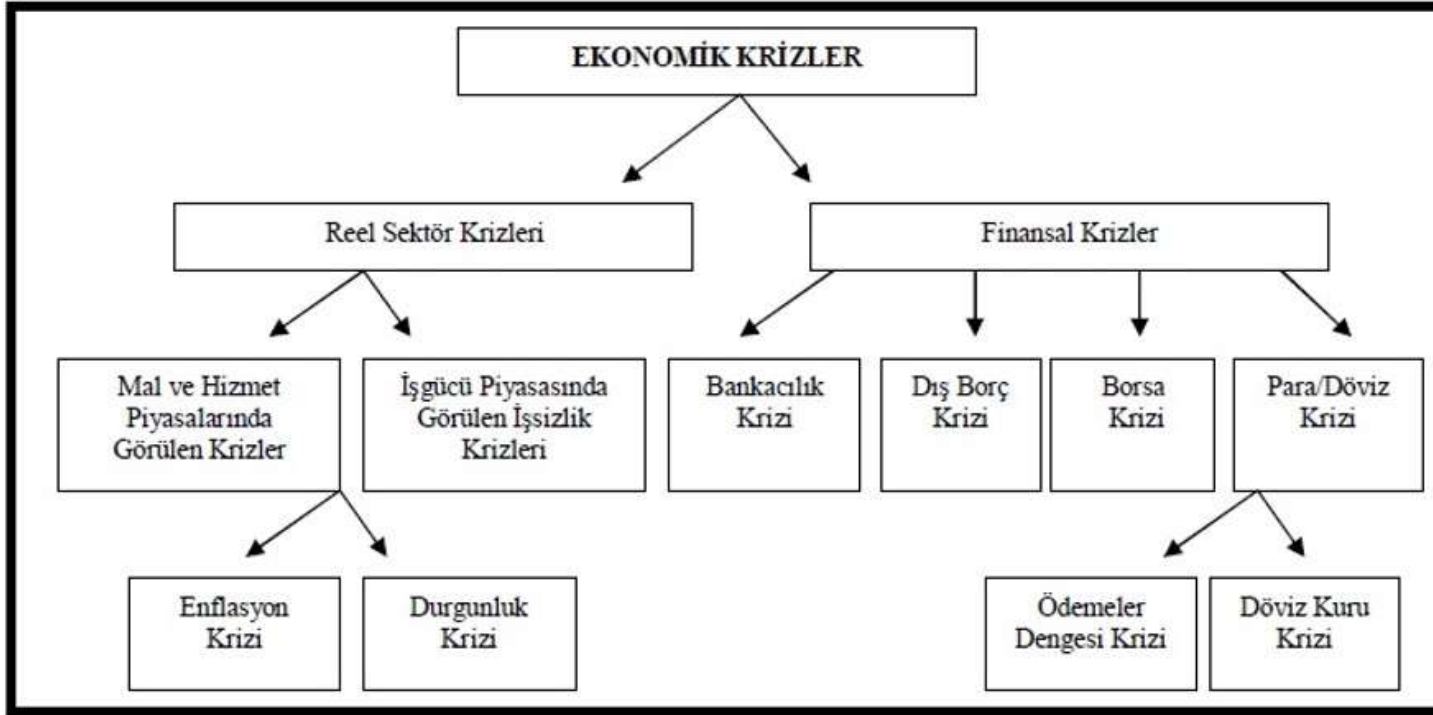 EKONOMİK KRİZLER
Reel Sektör Krizleri
Finansal Krizler
Mal ve Hizmet
Piyasalarında
Görülen Krizler
İşgücü Piyasasında
Görülen İşsizlik
Krizleri
Bankacılık
Krizi
Dış Borç
Krizi
Borsa
Krizi
Para/Döviz
Krizi
Enflasyon
Krizi
Durgunluk
Krizi
Ödemeler
Dengesi Krizi
Döviz Kuru
Krizi